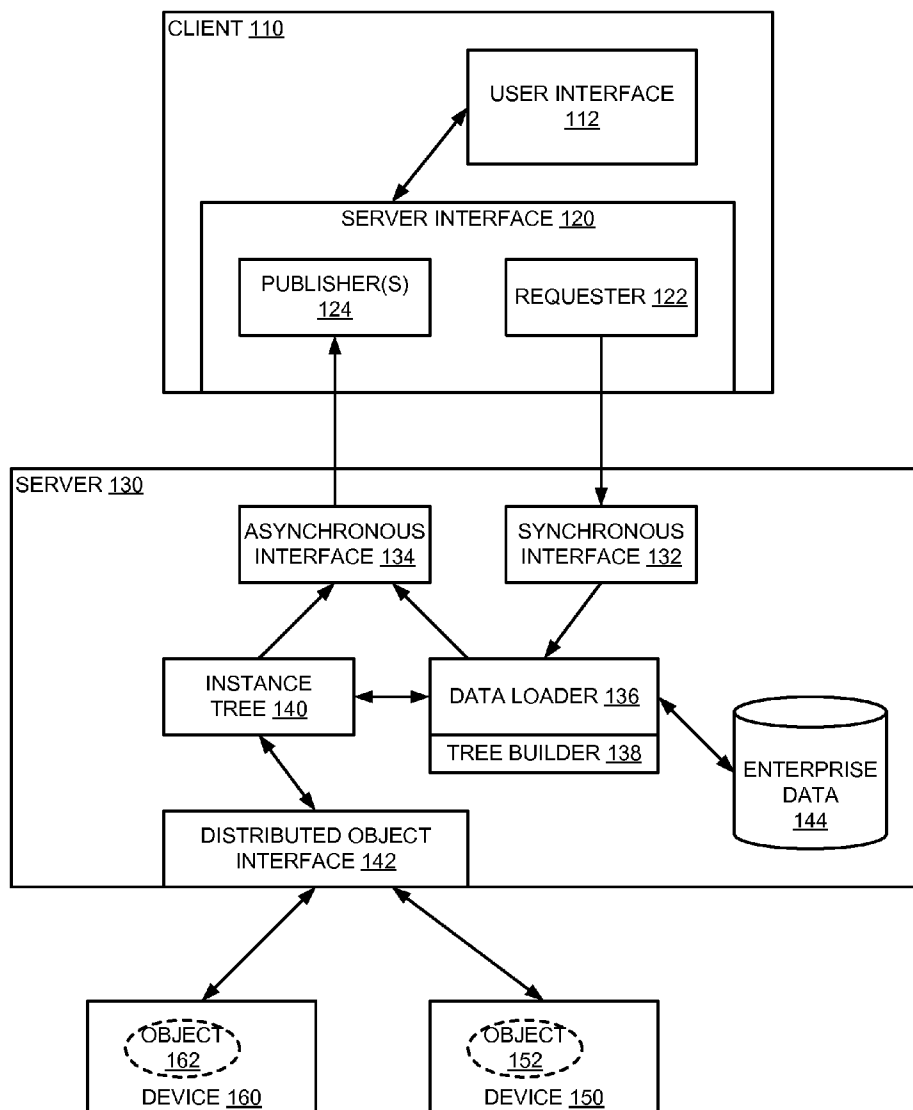 CLIENT 110
USER INTERFACE
112
SERVER INTERFACE 120
PUBLISHER(S)
124
REQUESTER 122
SERVER 130
ASYNCHRONOUS
INTERFACE 134
SYNCHRONOUS
INTERFACE 132
INSTANCE
TREE 140
DATA LOADER 136
TREE BUILDER 138
ENTERPRISE
DATA
144
DISTRIBUTED OBJECT
INTERFACE 142
OBJECT
162
DEVICE 160
OBJECT
152
DEVICE 150